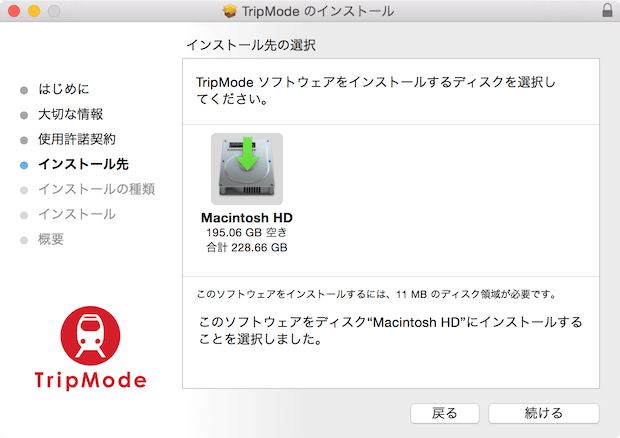 TripMode のインストール
インストール先の選択
はじめに
大切な情報
使用許諾契約
インストール先
インストールの種類
インストール
概要
TripMode ソフトウェアをインストールするディスクを選択し
てください。
Macintosh HD
195.06 GB 空き
合計 228.66 GB
このソフトウェアをインストールするには、11 MB のディスク領域が必要です。
このソフトウェアをディスク“Macintosh HD”にインストールする
ことを選択しました。
TripMode
戻る
続ける